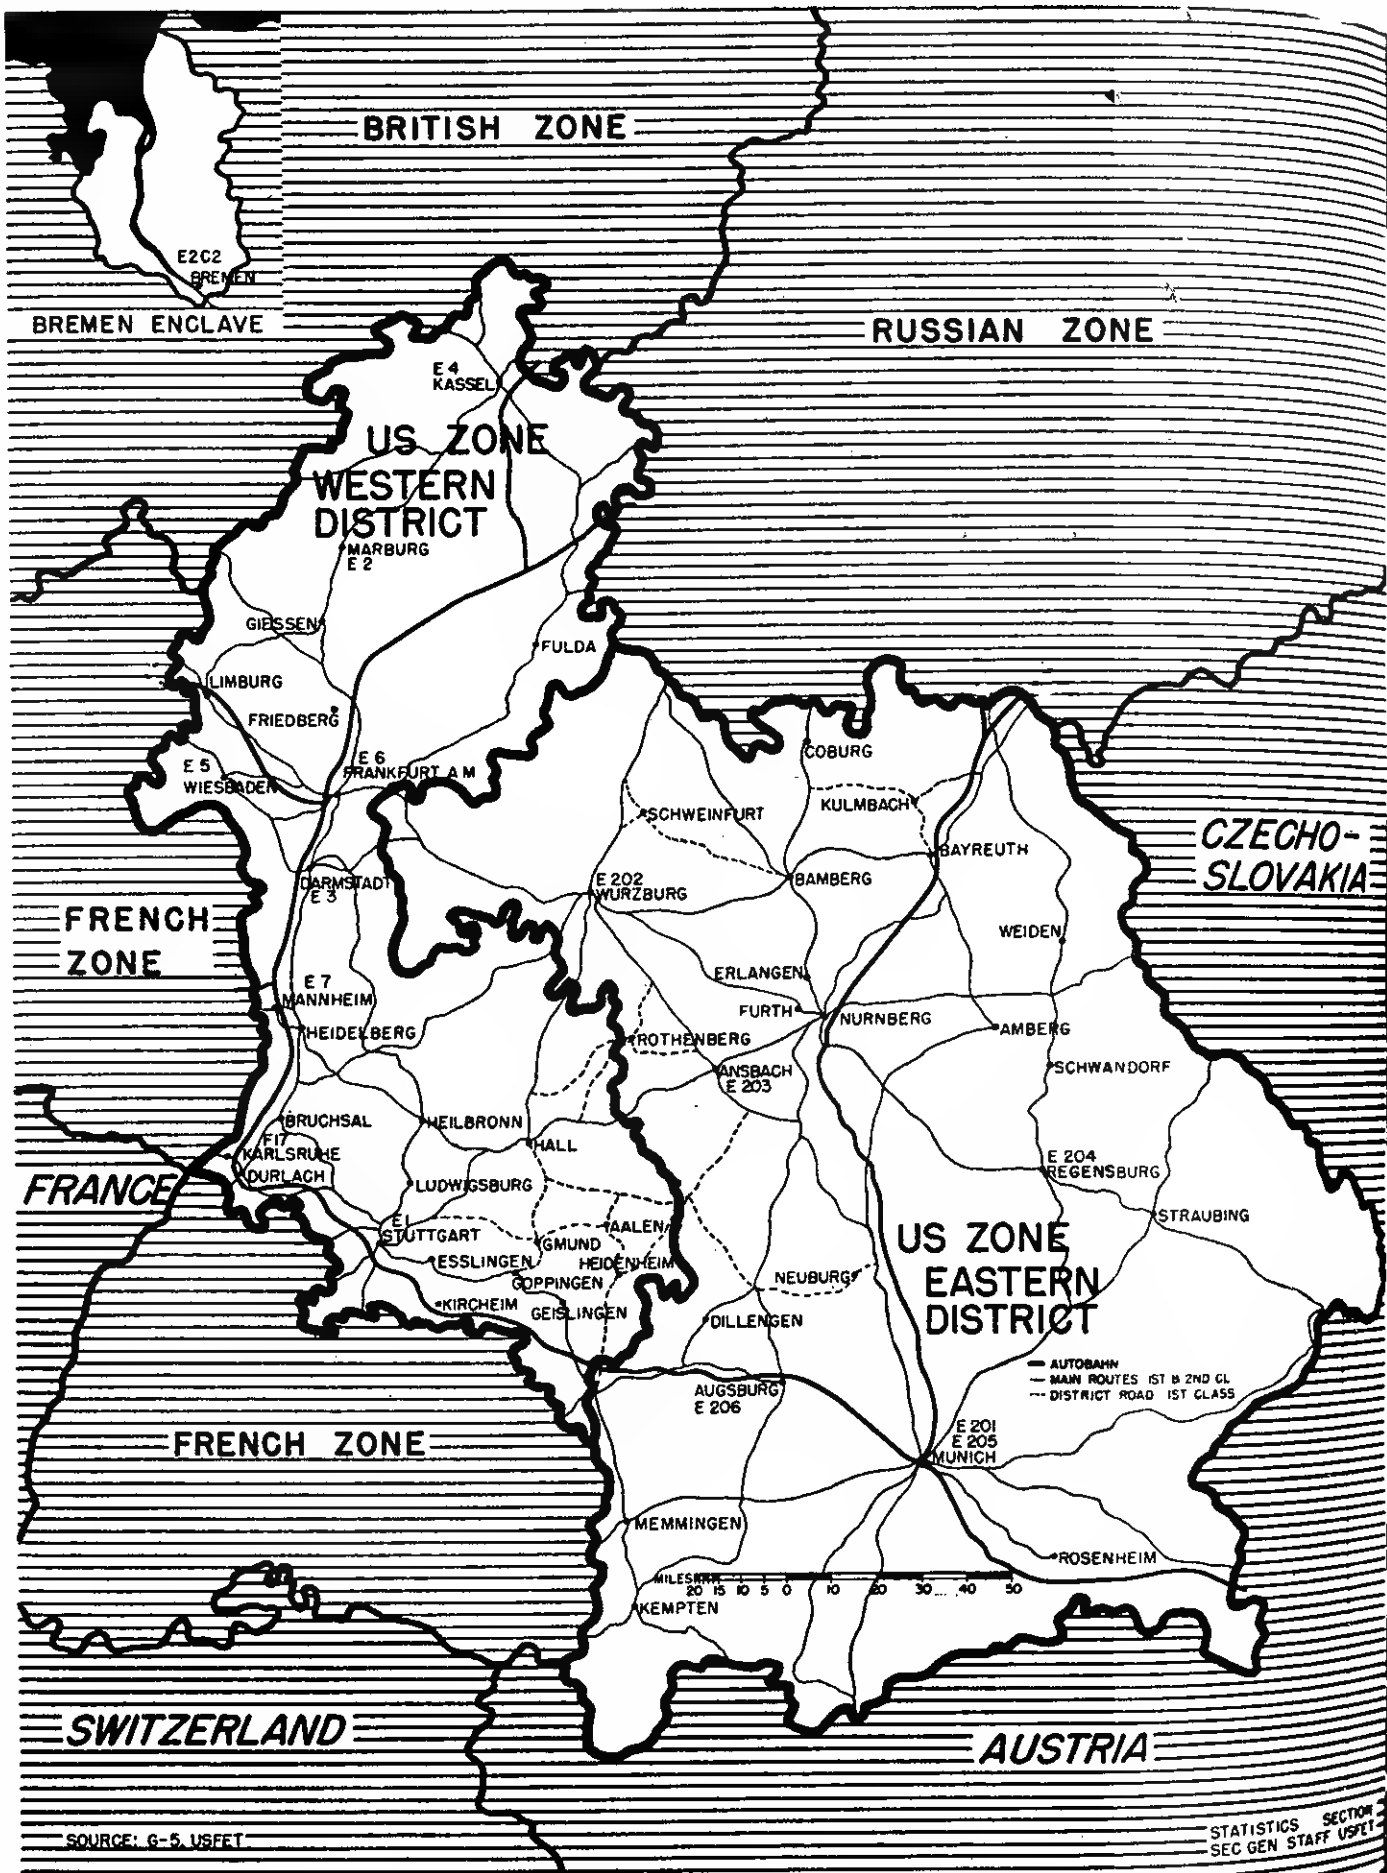 BRITISH ZONE
E2C2
BREMEN
BREMEN ENCLAVE
RUSSIAN ZONE
E 4
KASSEL
US ZONE
WESTERN
DISTRICT
MARBURG
E 2
GIESSEN
FULDA
LIMBURG
FRIEDBERG
E 6
FRANKFURT A M
E 5
WIESBADEN
COBURG
KULMBACH
SCHWEINFURT
CZECHO-
SLOVAKIA
BAYREUTH
BAMBERG
DARMSTADT
E 3
E 202
WURZBURG
FRENCH
ZONE
WEIDEN
ERLANGEN
E 7
MANNHEIM
FURTH
NURNBERG
HEIDELBERG
AMBERG
ROTHENBERG
ANSBACH
E 203
SCHWANDORF
BRUCHSAL
HEILBRONN
F17
KARLSRUHE
HALL
DURLACH
E 204
REGENSBURG
FRANCE
LUDWIGSBURG
STRAUBING
E1
STUTTGART
AALEN
GMUND
US ZONE
EASTERN
DISTRICT
ESSLINGEN
HEIDENHEIM
GOPPINGEN
NEUBURG
KIRCHEIM
GEISLINGEN
DILLENGEN
AUTOBAHN
MAIN ROUTES 1ST & 2ND CL
DISTRICT ROAD 1ST CLASS
AUGSBURG
E 206
E 201
E 205
MUNICH
FRENCH ZONE
MEMMINGEN
ROSENHEIM
MILES
20 15 10 5 0 10 20 30 40 50
KEMPTEN
SWITZERLAND
AUSTRIA
SOURCE: G-5, USFET
STATISTICS SECTION
SEC GEN STAFF USFET